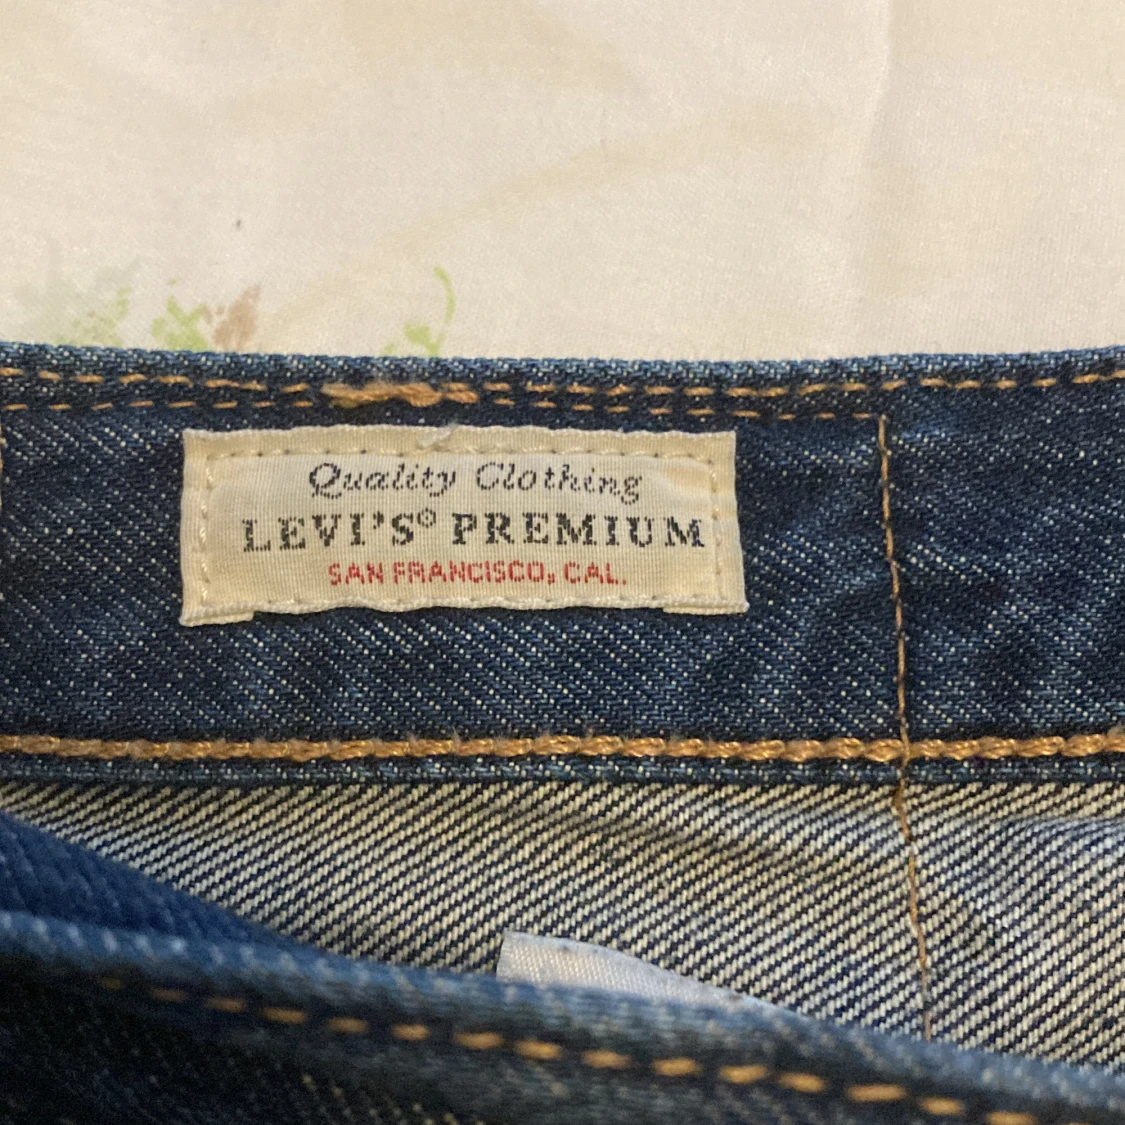 Quality Clothing
LEVI'S® PREMIUM
SAN FRANCISCO, CAL.